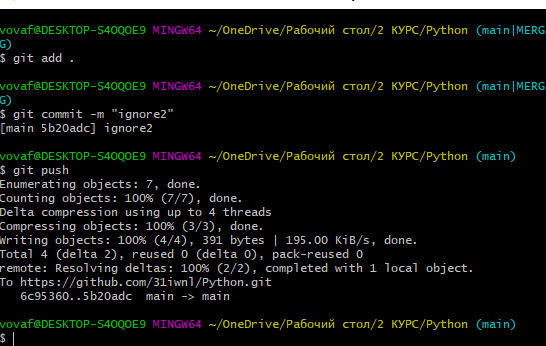 vovaf@DESKTOP-S4OQOE9 MINGW64 ~/OneDrive/Рабочий стол/2 КУРС/Python (main|MERG
G)
$ git add .
vovaf@DESKTOP-S4OQOE9 MINGW64 ~/OneDrive/Рабочий стол/2 КУРС/Python (main|MERG
G)
$ git commit -m "ignore2"
[main 5b20adc] ignore2
vovaf@DESKTOP-S4OQOE9 MINGW64 ~/OneDrive/Рабочий стол/2 КУРС/Python (main)
$ git push
Enumerating objects: 7, done.
Counting objects: 100% (7/7), done.
Delta compression using up to 4 threads
Compressing objects: 100% (3/3), done.
Writing objects: 100% (4/4), 391 bytes | 195.00 KiB/s, done.
Total 4 (delta 2), reused 0 (delta 0), pack-reused 0
remote: Resolving deltas: 100% (2/2), completed with 1 local object.
To https://github.com/31iwnl/Python.git
   6c95360..5b20adc  main -> main
vovaf@DESKTOP-S4OQOE9 MINGW64 ~/OneDrive/Рабочий стол/2 КУРС/Python (main)
$